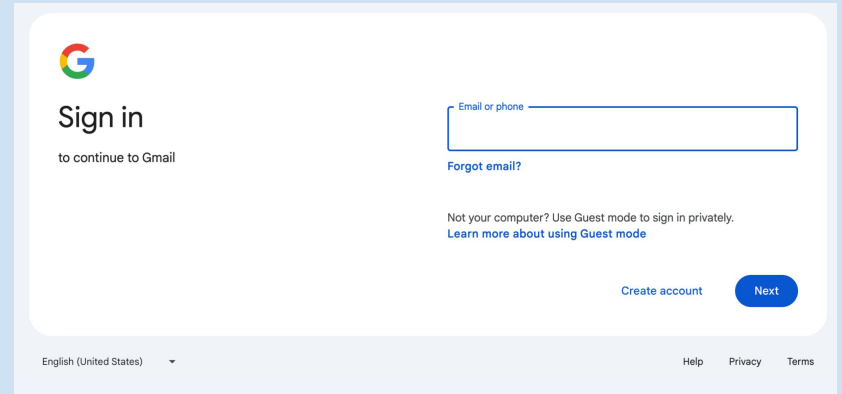 Sign in
to continue to Gmail
Email or phone
Forgot email?
Not your computer? Use Guest mode to sign in privately.
Learn more about using Guest mode
Create account
Next
English (United States)
Help
Privacy
Terms